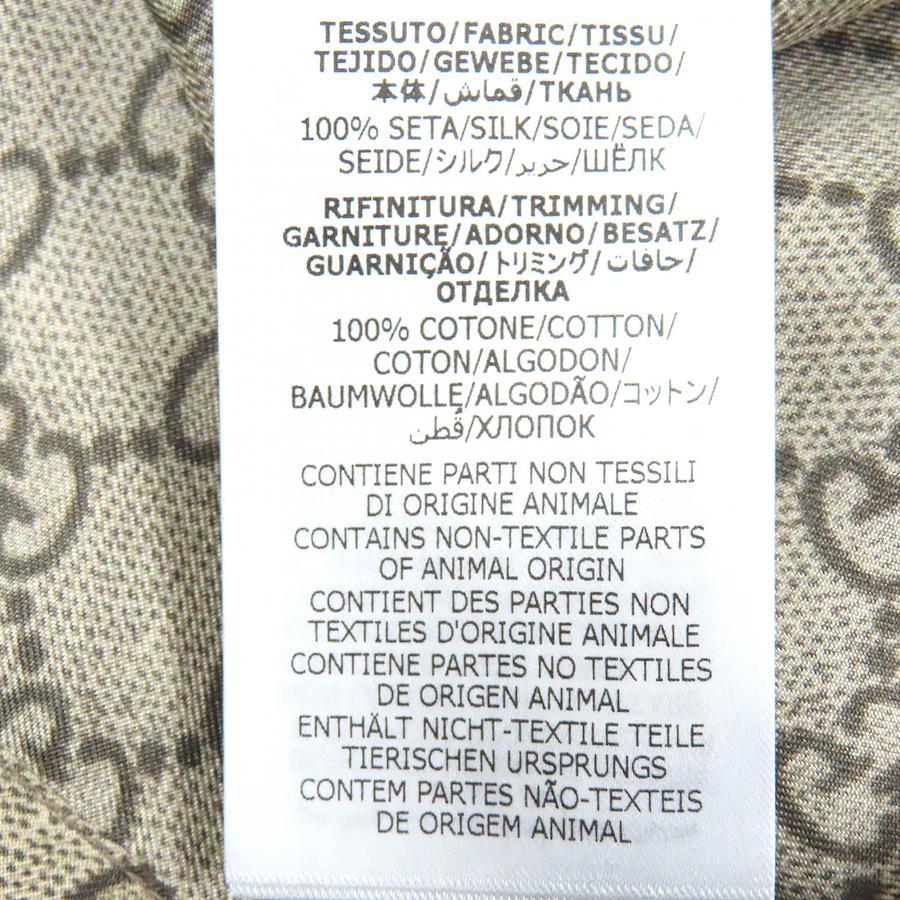 TESSUTO/FABRIC/TISSU/
TEJIDO/GEWEBE/TECIDO/
本体/قماش/ТКАНЬ
100% SETA/SILK/SOIE/SEDA/
SEIDE/シルク/حرير/ШЁЛК
RIFINITURA/TRIMMING/
GARNITURE/ADORNO/BESATZ/
GUARNIÇÃO/トリミング/حافات/
ОТДЕЛКА
100% COTONE/COTTON/
COTON/ALGODON/
BAUMWOLLE/ALGODÃO/コットン/
قُطن/ХЛОПОК
CONTIENE PARTI NON TESSILI
DI ORIGINE ANIMALE
CONTAINS NON-TEXTILE PARTS
OF ANIMAL ORIGIN
CONTIENT DES PARTIES NON
TEXTILES D'ORIGINE ANIMALE
CONTIENE PARTES NO TEXTILES
DE ORIGEN ANIMAL
ENTHÄLT NICHT-TEXTILE TEILE
TIERISCHEN URSPRUNGS
CONTEM PARTES NÃO-TEXTEIS
DE ORIGEM ANIMAL